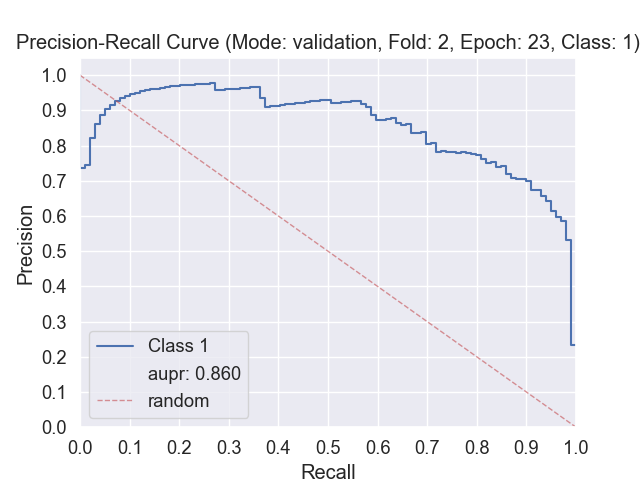 Precision-Recall Curve (Mode: validation, Fold: 2, Epoch: 23, Class: 1)
1.0
0.9
0.8
0.7
0.6
0.5
0.4
0.3
0.2
0.1
0.0
Precision
Class 1
aupr: 0.860
random
0.0 0.1 0.2 0.3 0.4 0.5 0.6 0.7 0.8 0.9 1.0
Recall